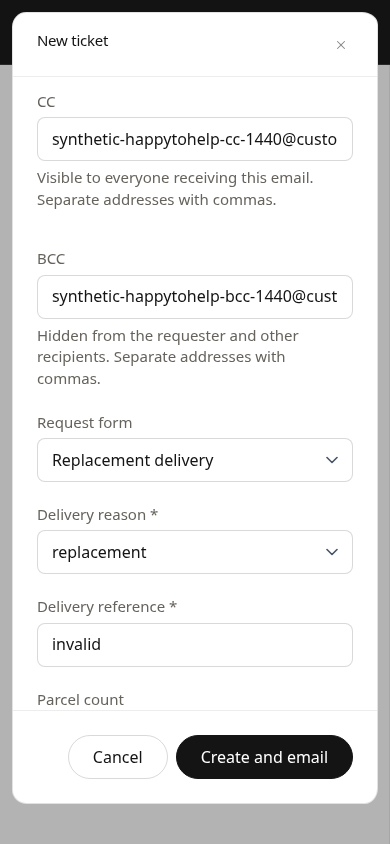 New ticket
CC
synthetic-happytohelp-cc-1440@custo
Visible to everyone receiving this email.
Separate addresses with commas.
BCC
synthetic-happytohelp-bcc-1440@cust
Hidden from the requester and other
recipients. Separate addresses with
commas.
Request form
Replacement delivery
Delivery reason *
replacement
Delivery reference *
invalid
Parcel count
Cancel
Create and email